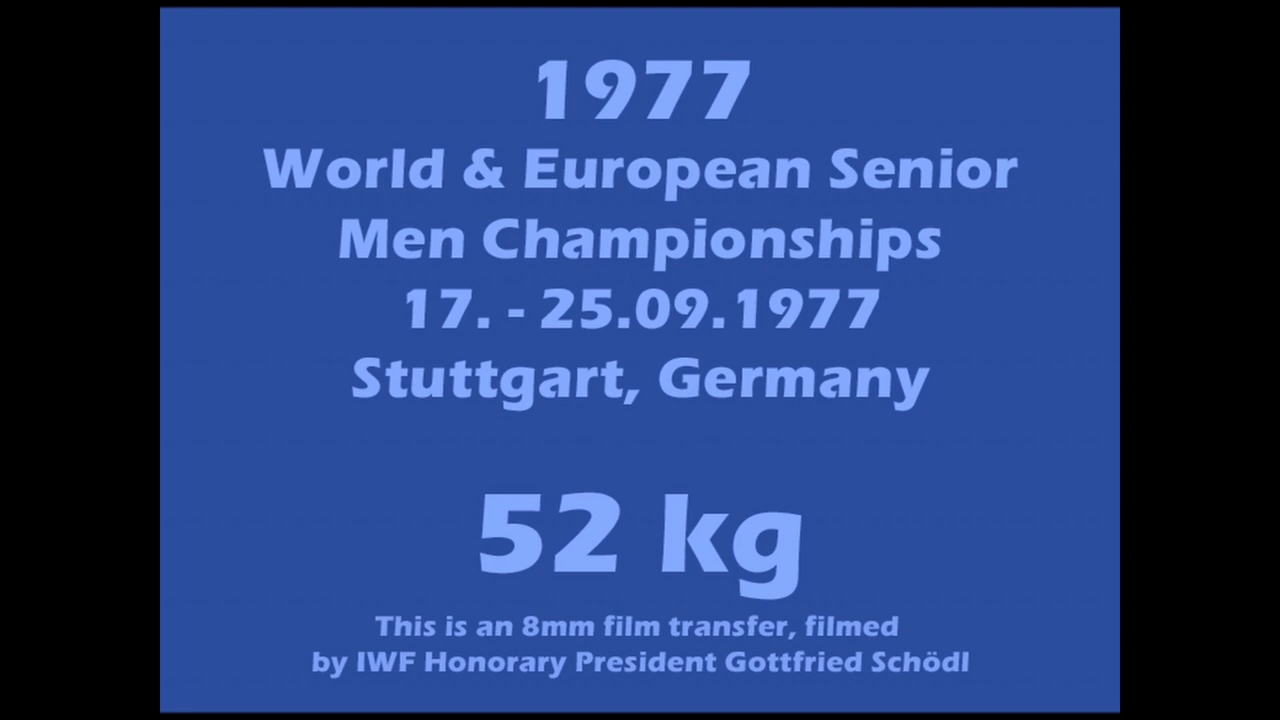 1977
World & European Senior
Men Championships
17. - 25.09.1977
Stuttgart, Germany
52 kg
This is an 8mm film transfer, filmed
by IWF Honorary President Gottfried Schödl